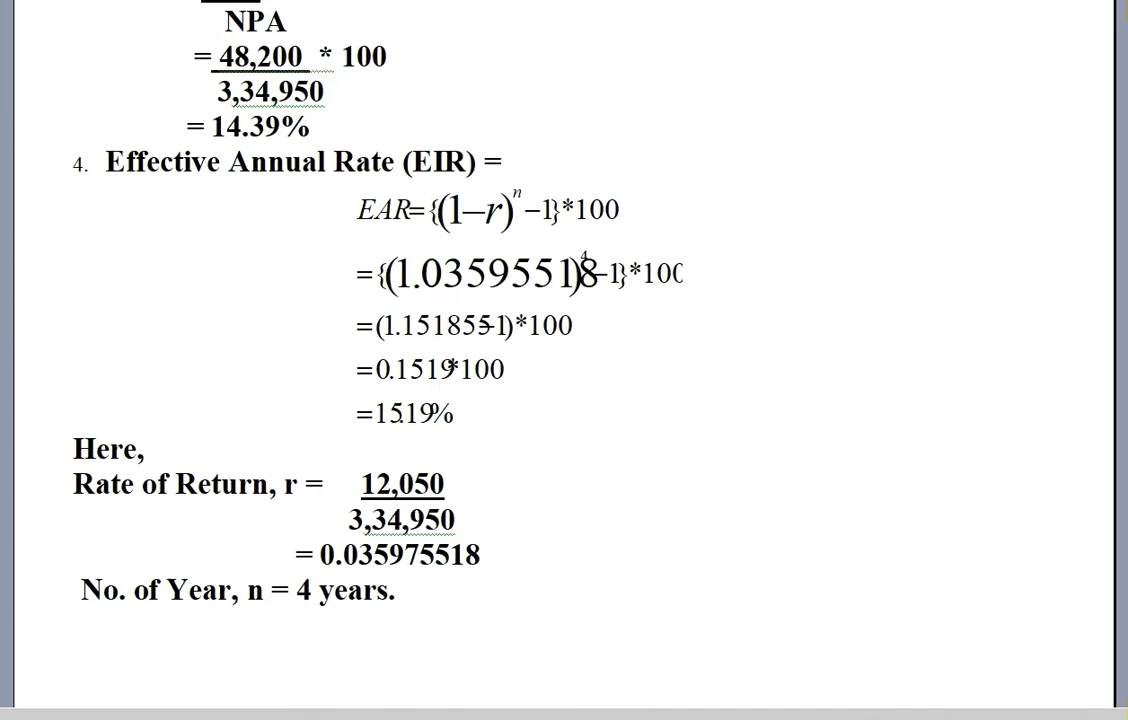 NPA
= 48,200 * 100
3,34,950
= 14.39%
4. Effective Annual Rate (EIR) =
EAR={(1–r)^n –1}*100
={(1.03595518)^4–1}*100
=(1.151855–1)*100
=0.1519*100
=15.19%
Here,
Rate of Return, r = 12,050
3,34,950
= 0.035975518
No. of Year, n = 4 years.